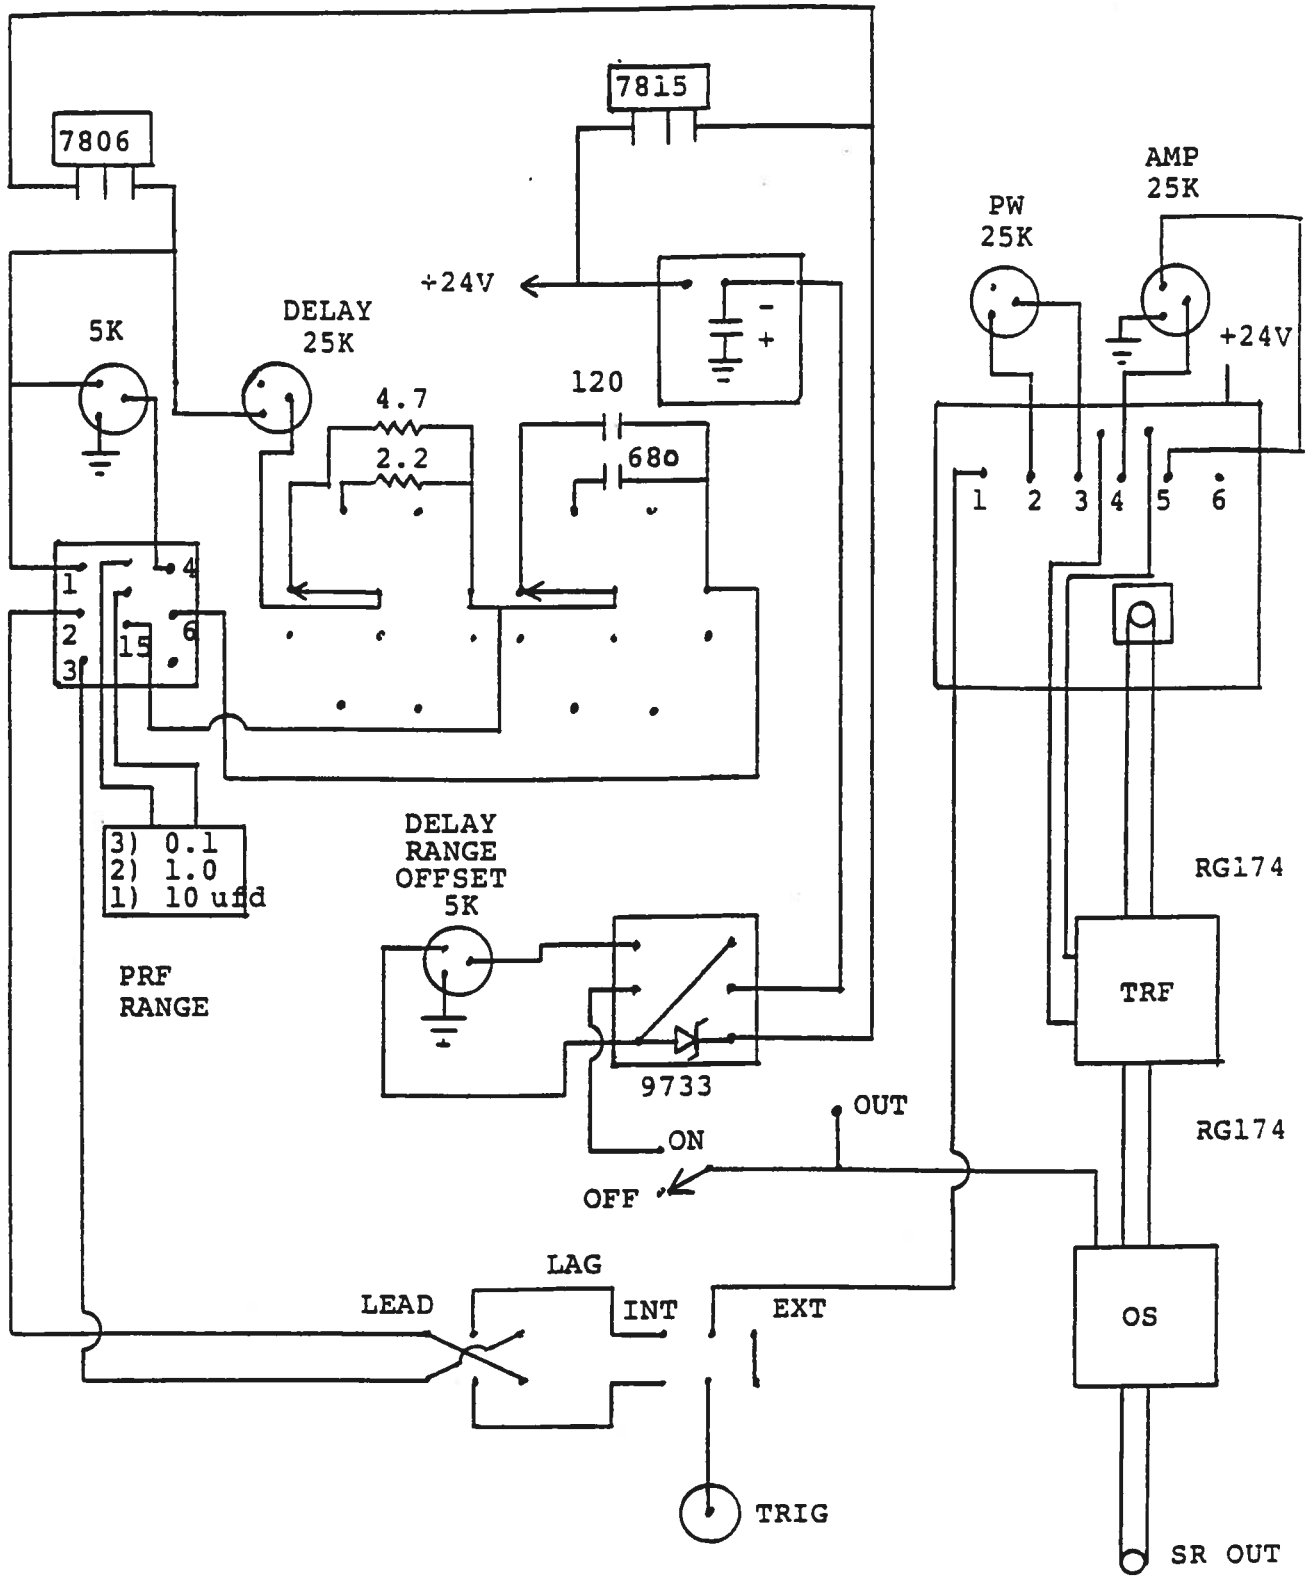 7815
7806
AMP
25K
PW
25K
+24V
-
+
DELAY
25K
5K
+24V
120
4.7
2.2
680
1 2 3 4 5 6
1
4
2
15
6
3
3) 0.1
2) 1.0
1) 10 ufd
PRF
RANGE
DELAY
RANGE
OFFSET
5K
9733
RG174
TRF
RG174
OUT
ON
OFF
LAG
LEAD
INT
EXT
OS
TRIG
SR OUT